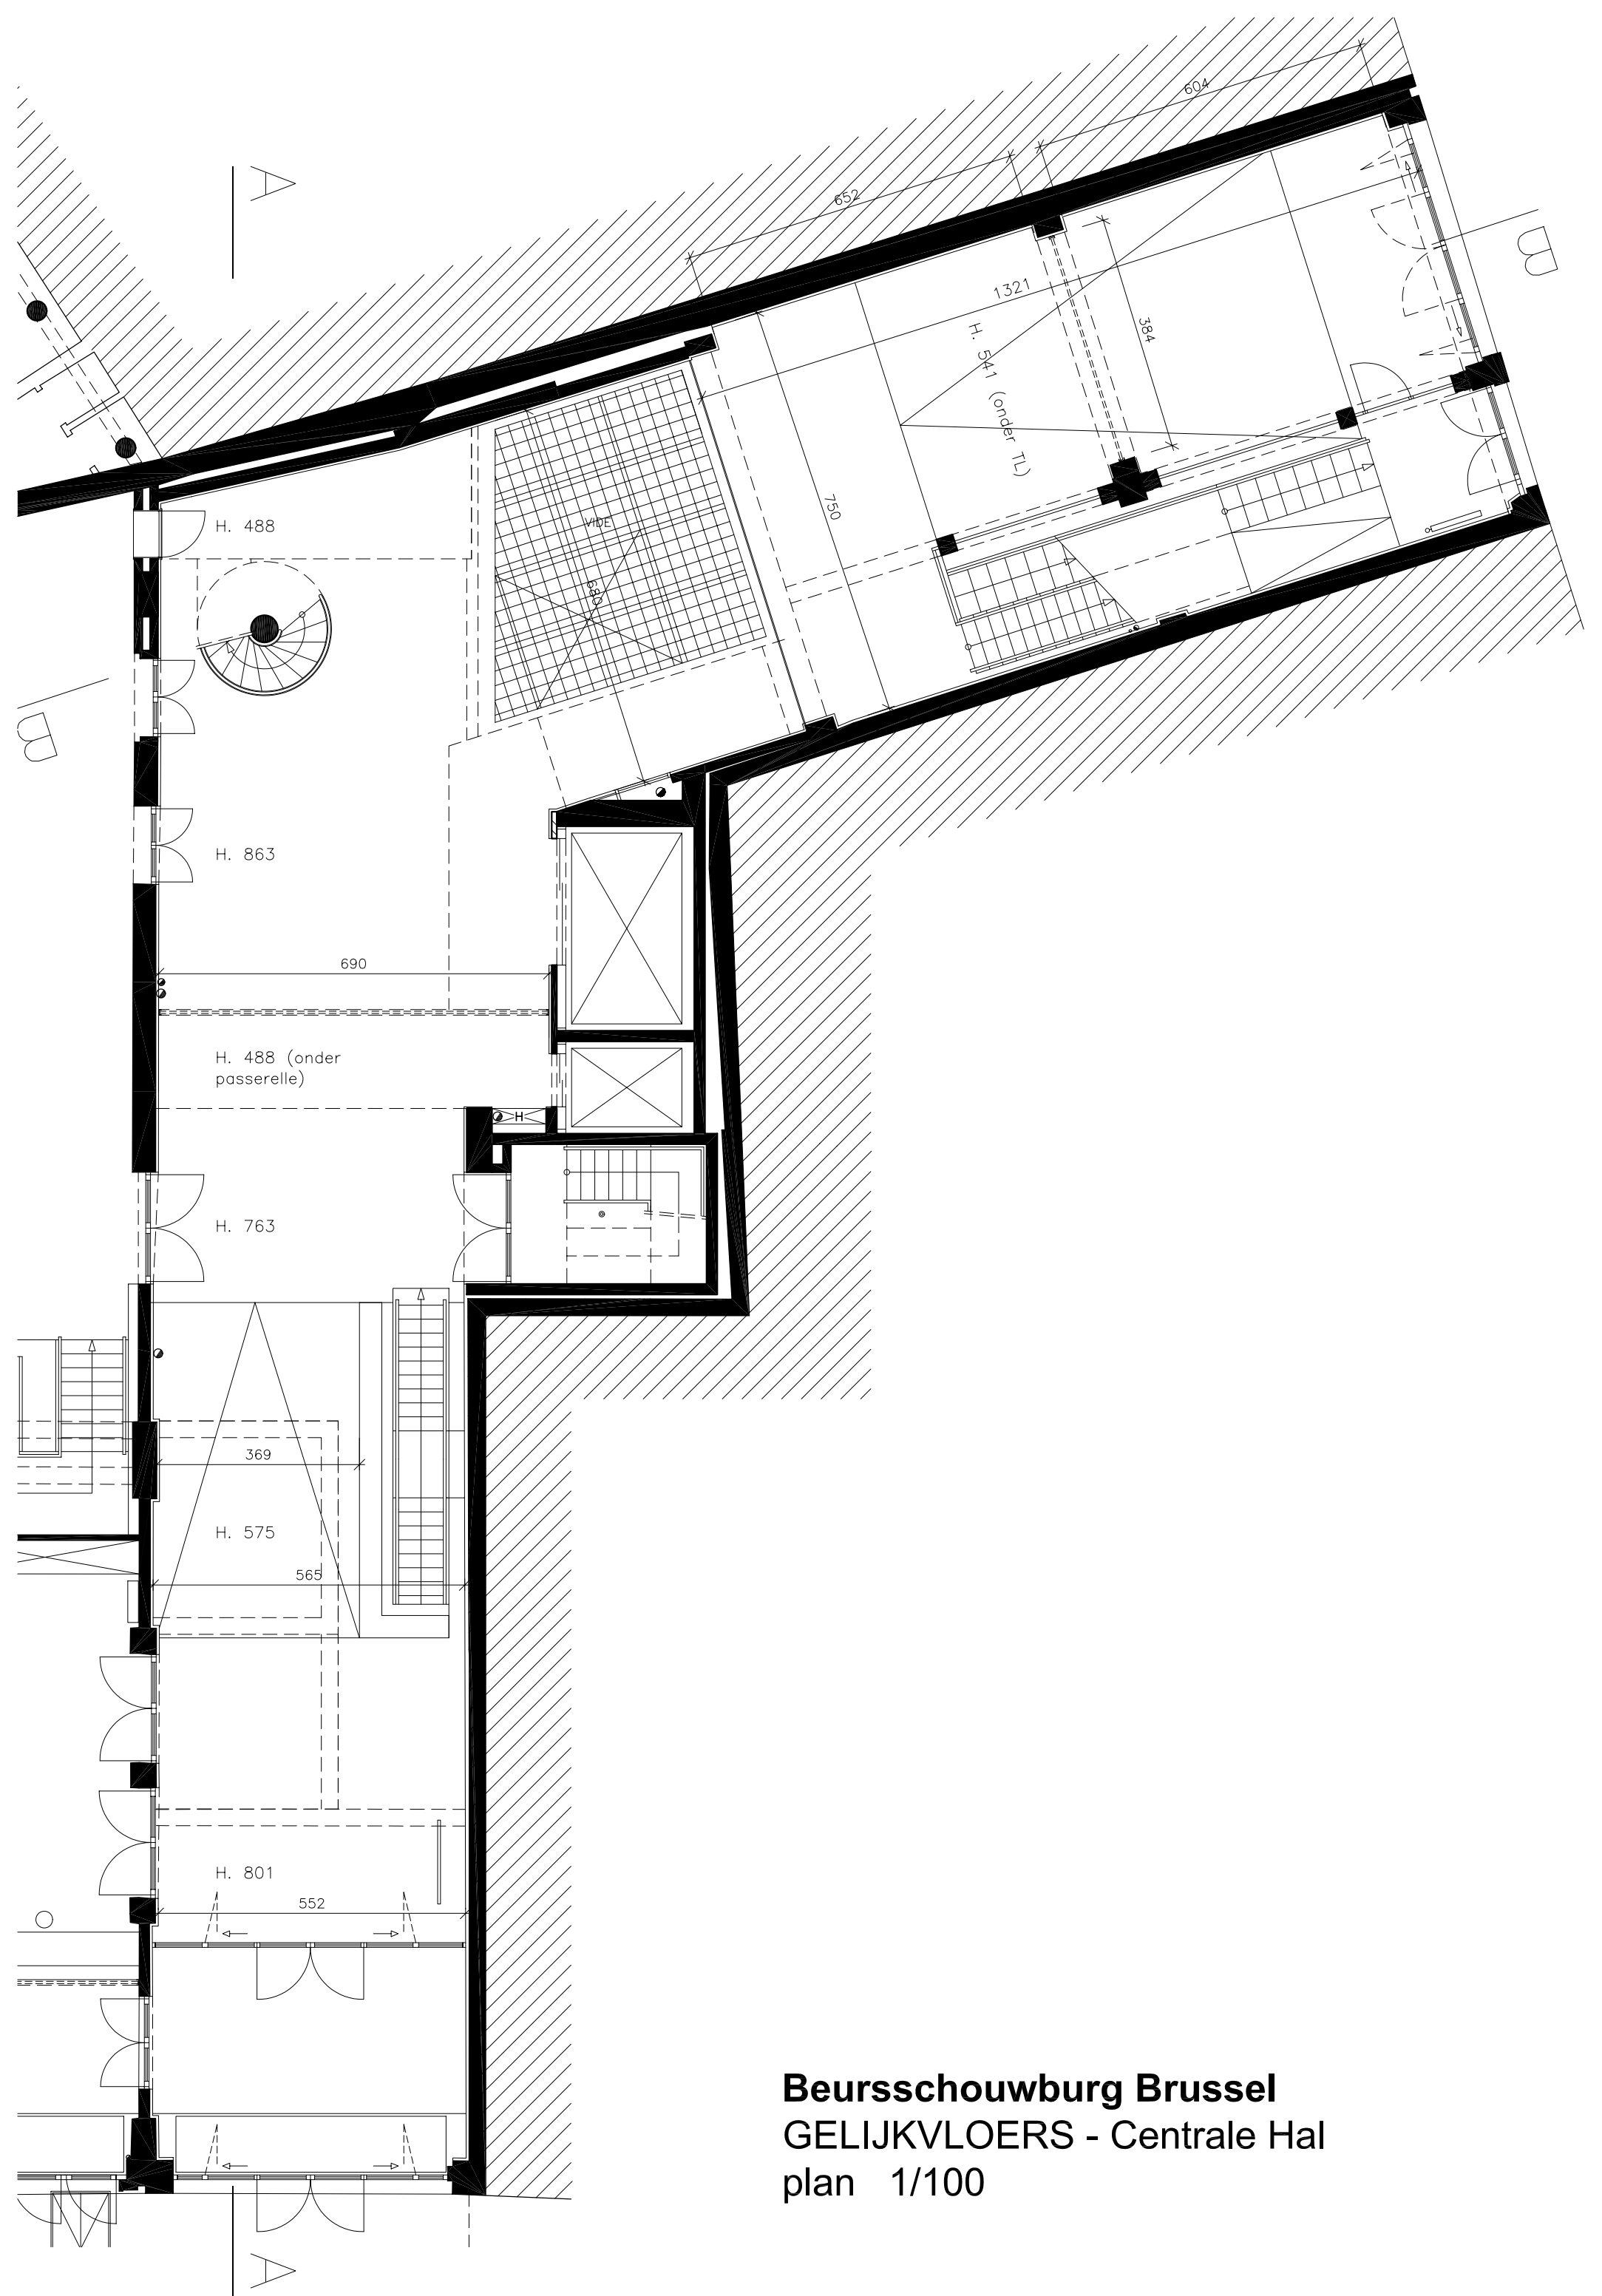 604
A
652
B
1321
384
H. 541 (onder TL)
H. 488
VIDE
750
680
B
H. 863
690
H. 488 (onder
passerelle)
H
H. 763
369
H. 575
565
H. 801
552
Beursschouwburg Brussel
GELIJKVLOERS - Centrale Hal
plan 1/100
A